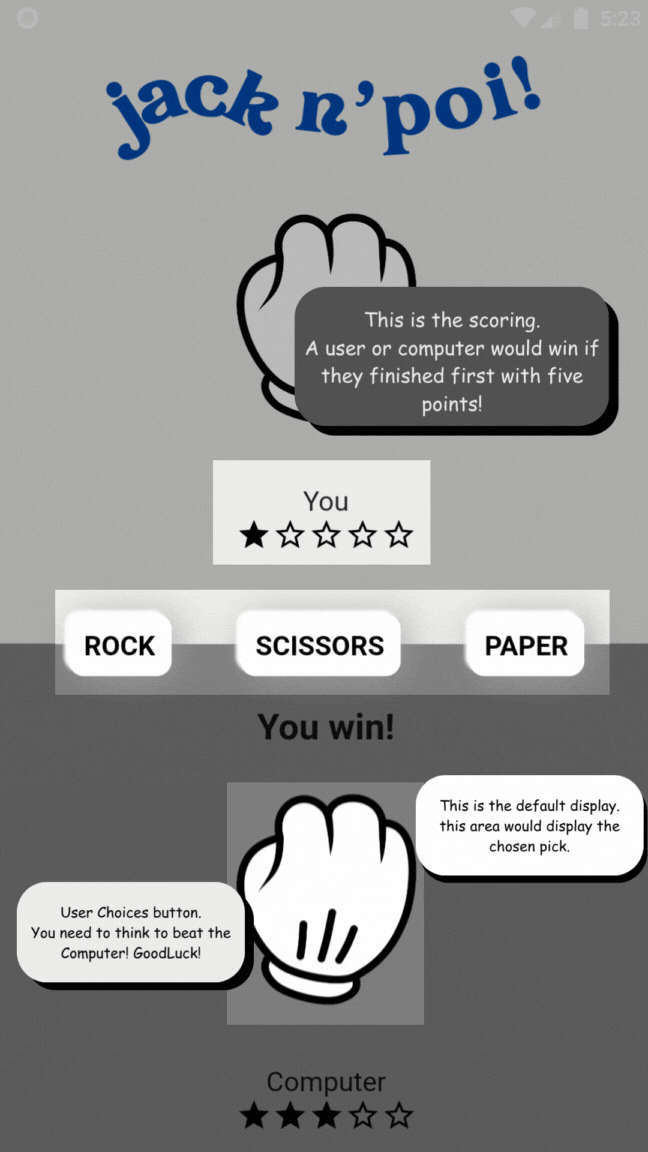 5:23
jack n'poi!
This is the scoring.
A user or computer would win if
they finished first with five
points!
You
ROCK
SCISSORS
PAPER
You win!
This is the default display.
this area would display the
chosen pick.
User Choices button.
You need to think to beat the
Computer! GoodLuck!
Computer